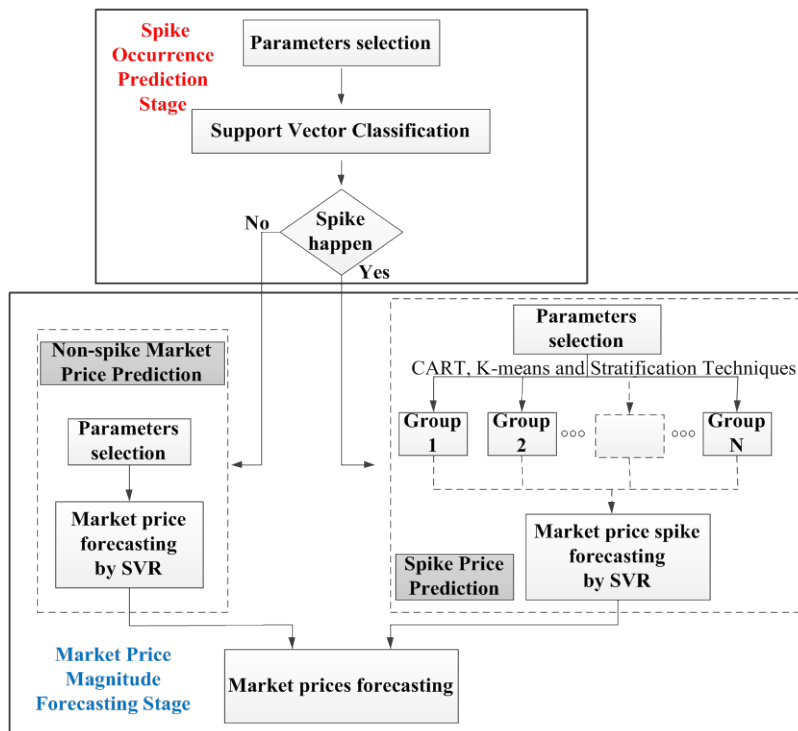 Spike
Occurrence
Prediction
Stage
Parameters selection
Support Vector Classification
No
Spike
happen
Yes
Non-spike Market
Price Prediction
Parameters
selection
Market price
forecasting
by SVR
Parameters
selection
CART, K-means and Stratification Techniques
Group
1
Group
2
Group
N
Market price spike
forecasting
by SVR
Spike Price
Prediction
Market Price
Magnitude
Forecasting Stage
Market prices forecasting